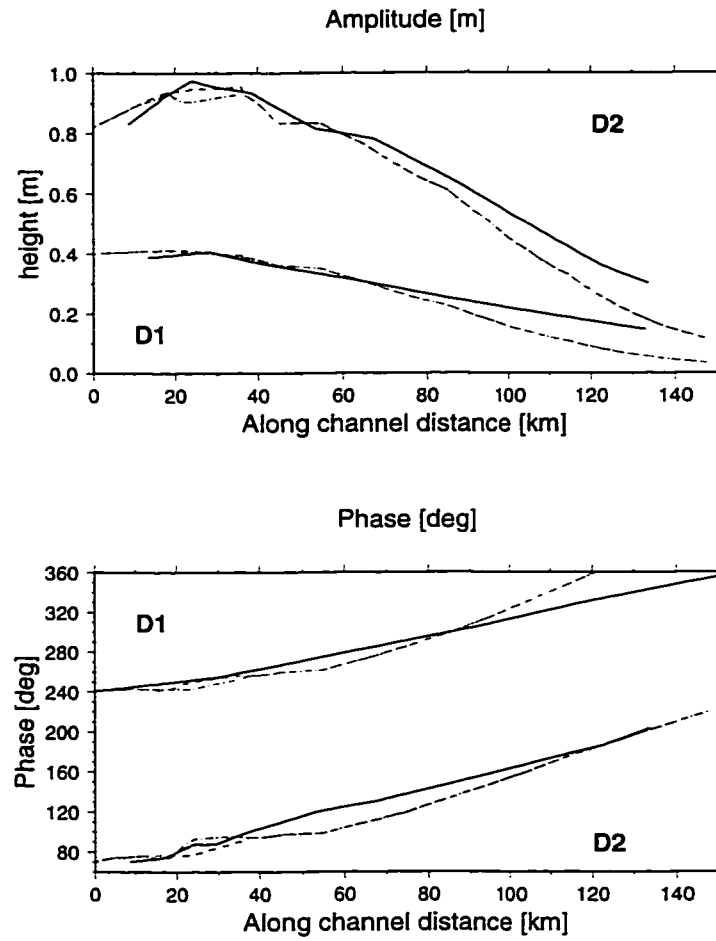 Amplitude [m]
1.0
0.8
0.6
0.4
0.2
0.0
height [m]
D2
D1
0 20 40 60 80 100 120 140
Along channel distance [km]
Phase [deg]
360
320
280
240
200
160
120
80
Phase [deg]
D1
D2
0 20 40 60 80 100 120 140
Along channel distance [km]